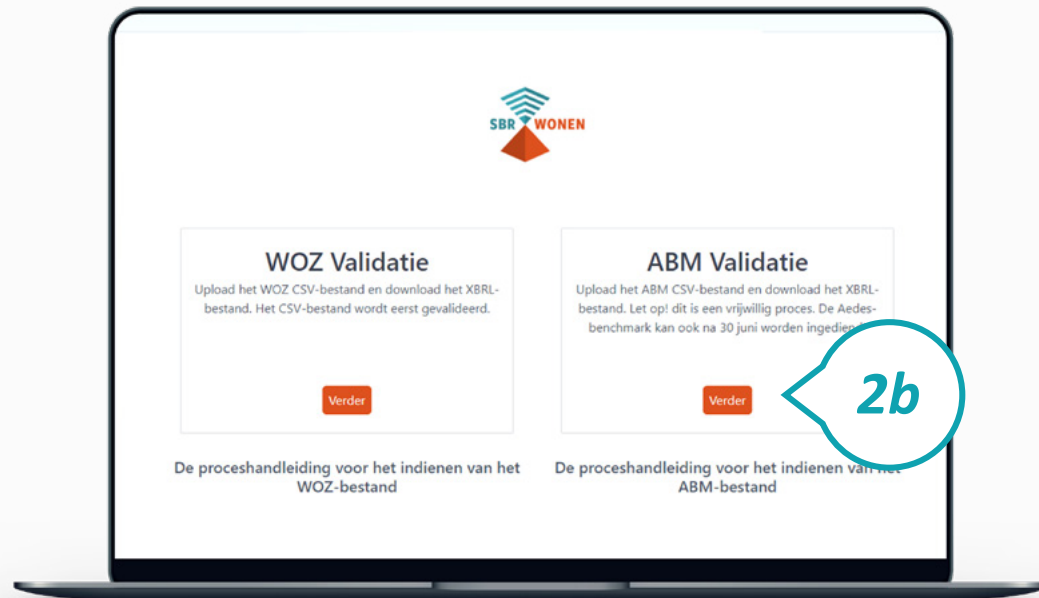 SBR WONEN
WOZ Validatie
Upload het WOZ CSV-bestand en download het XBRL-
bestand. Het CSV-bestand wordt eerst gevalideerd.
Verder
De proceshandleiding voor het indienen van het
WOZ-bestand
ABM Validatie
Upload het ABM CSV-bestand en download het XBRL-
bestand. Let op! dit is een vrijwillig proces. De Aedes-
benchmark kan ook na 30 juni worden ingediend
Verder
2b
De proceshandleiding voor het indienen van het
ABM-bestand